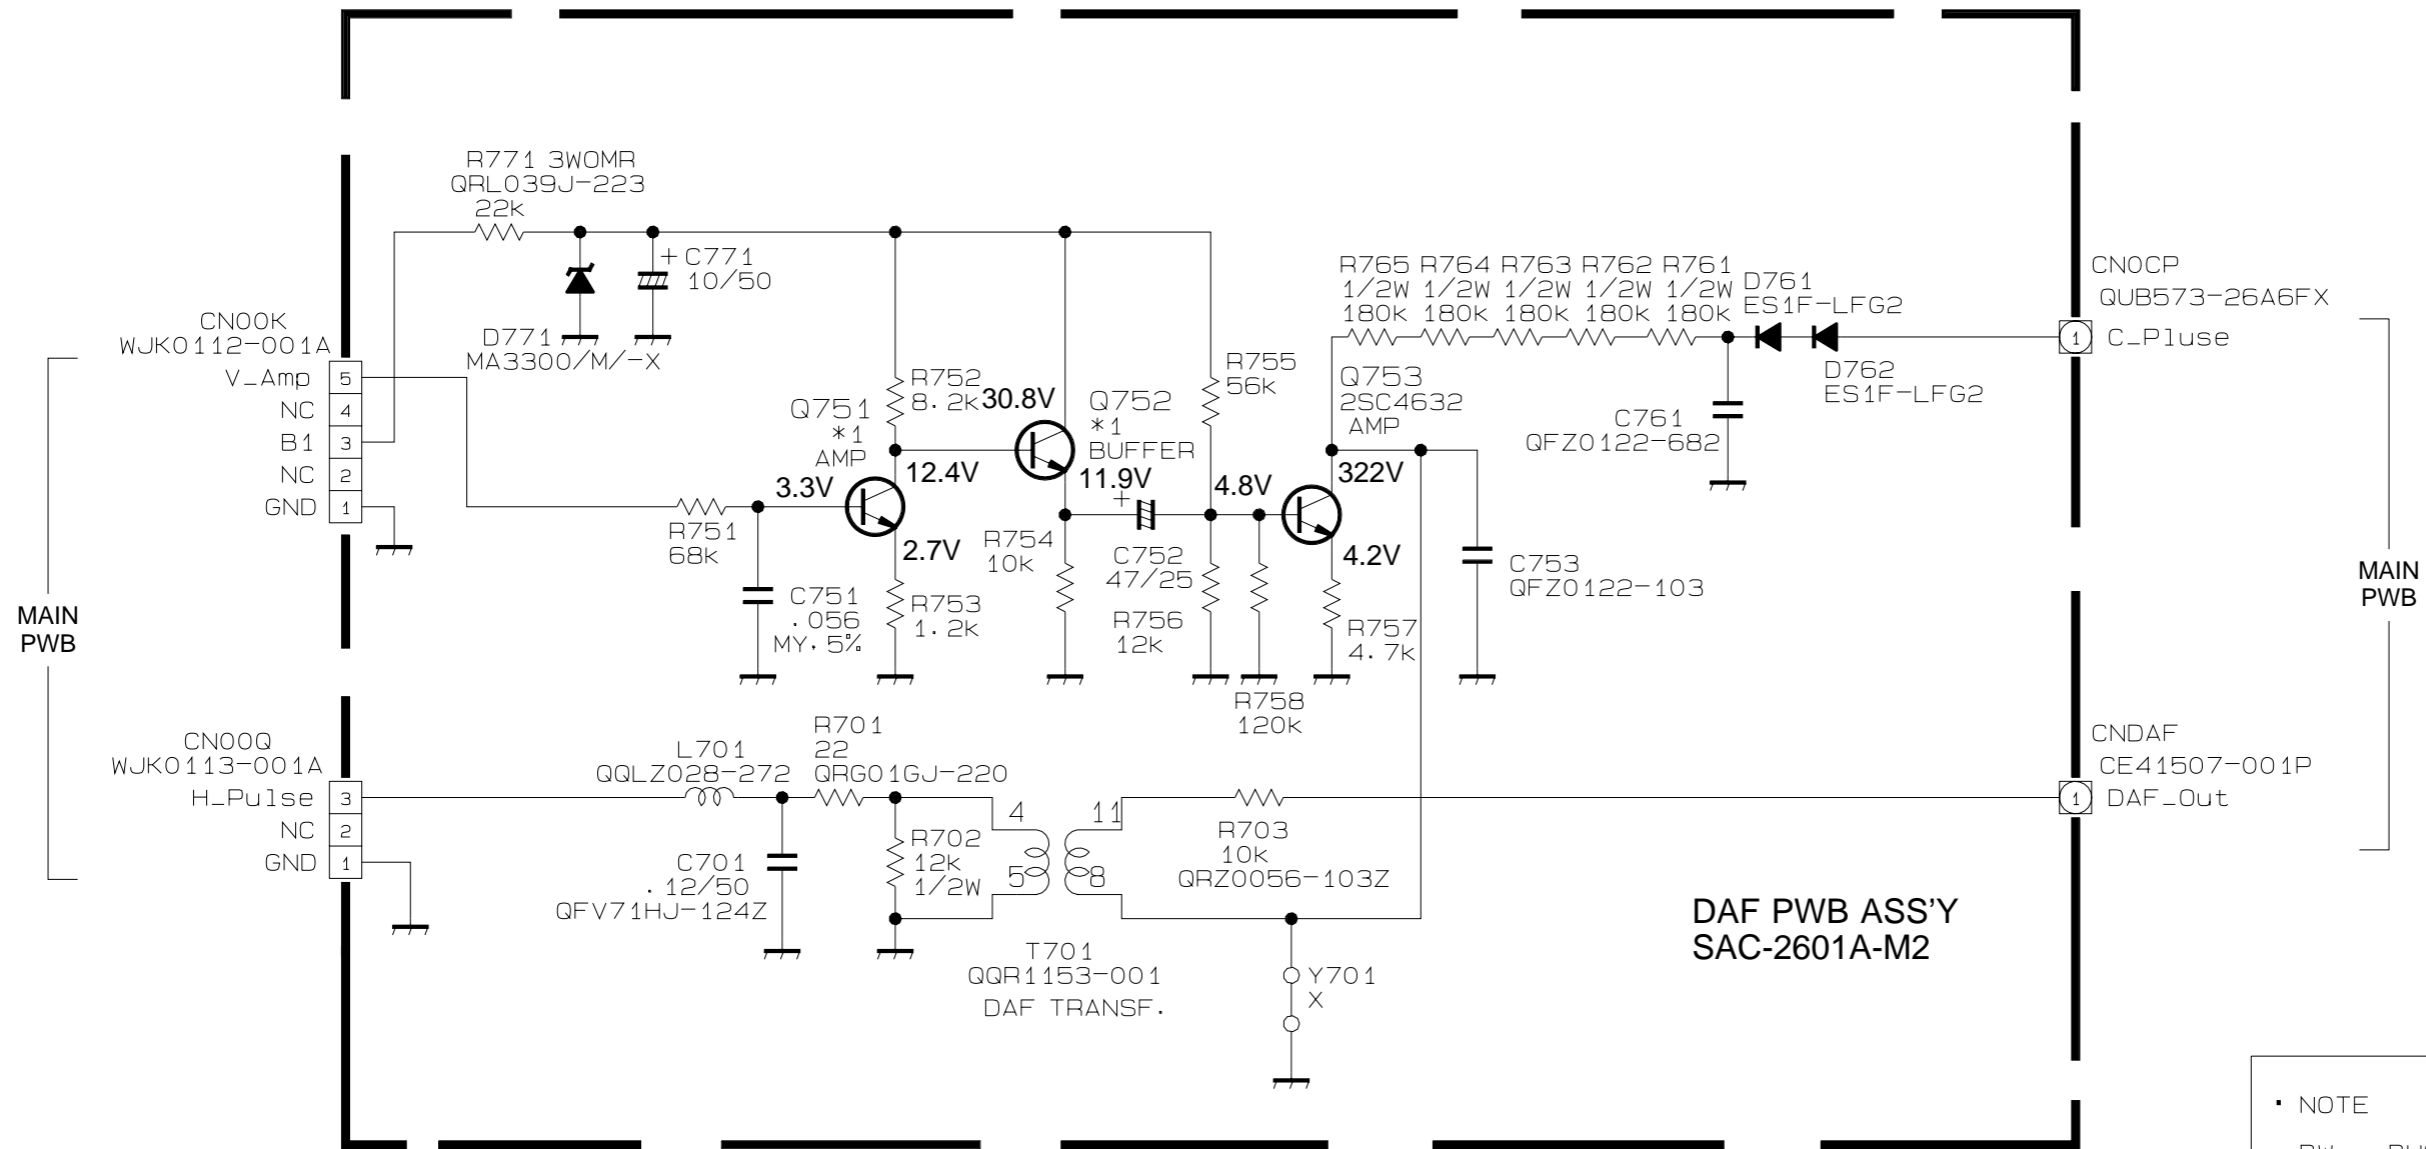 R771 3WOMR
QRL039J-223
22k
+ C771
10/50
D771
MA3300/M/-X
CN00K
WJK0112-001A
V_Amp 5
NC 4
B1 3
NC 2
GND 1
R751
68k
C751
.056
MY. 5%
Q751
*1
AMP
3.3V
12.4V
2.7V
R752
8.2k
R753
1.2k
30.8V
Q752
*1
BUFFER
11.9V
R754
10k
+
C752
47/25
R755
56k
R756
12k
4.8V
R758
120k
Q753
2SC4632
AMP
322V
4.2V
R757
4.7k
C753
QFZ0122-103
R765 R764 R763 R762 R761
1/2W 1/2W 1/2W 1/2W 1/2W
180k 180k 180k 180k 180k
D761
ES1F-LFG2
D762
ES1F-LFG2
C761
QFZ0122-682
CN0CP
QUB573-26A6FX
1 C_Pluse
MAIN
PWB
MAIN
PWB
CN00Q
WJK0113-001A
H_Pulse 3
NC 2
GND 1
L701
QQLZ028-272
R701
22
QRG01GJ-220
C701
.12/50
QFV71HJ-124Z
R702
12k
1/2W
4
5
11
8
T701
QQR1153-001
DAF TRANSF.
R703
10k
QRZ0056-103Z
Y701
X
CNDAF
CE41507-001P
1 DAF_Out
DAF PWB ASS'Y
SAC-2601A-M2
· NOTE